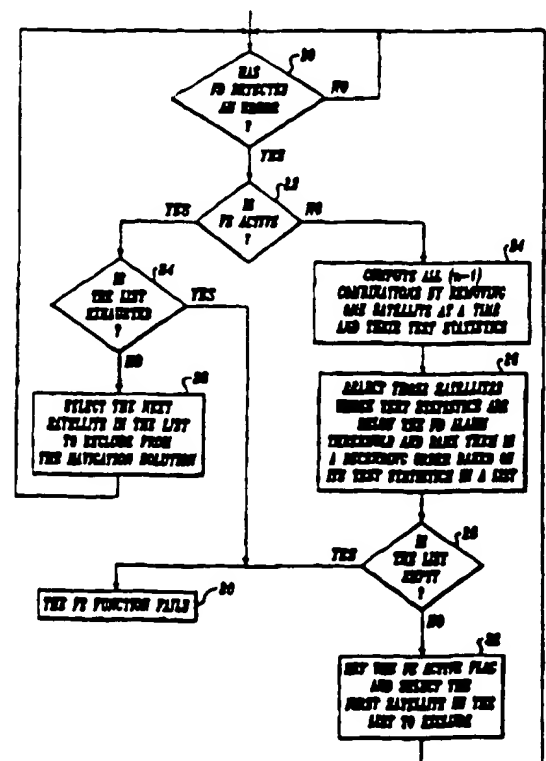 HAS
FD DETECTED
AN ERROR
?
NO
YES
IS
FE ACTIVE
?
22
YES
NO
IS
THE LIST
EXHAUSTED
?
34
YES
NO
COMPUTE ALL (n-1)
COMBINATIONS BY REMOVING
ONE SATELLITE AT A TIME
AND THEIR TEST STATISTICS
24
SELECT THE NEXT
SATELLITE IN THE LIST
TO EXCLUDE FROM
THE NAVIGATION SOLUTION
SELECT THOSE SATELLITES
WHOSE TEST STATISTICS ARE
BELOW THE FD ALARM
THRESHOLD AND RANK THEM IN
A DESCENDING ORDER BASED ON
ITS TEST STATISTICS IN A LIST
IS
THE LIST
EMPTY
?
YES
NO
THE FE FUNCTION FAILS
30
SET THE FE ACTIVE FLAG
AND SELECT THE
FIRST SATELLITE IN THE
LIST TO EXCLUDE